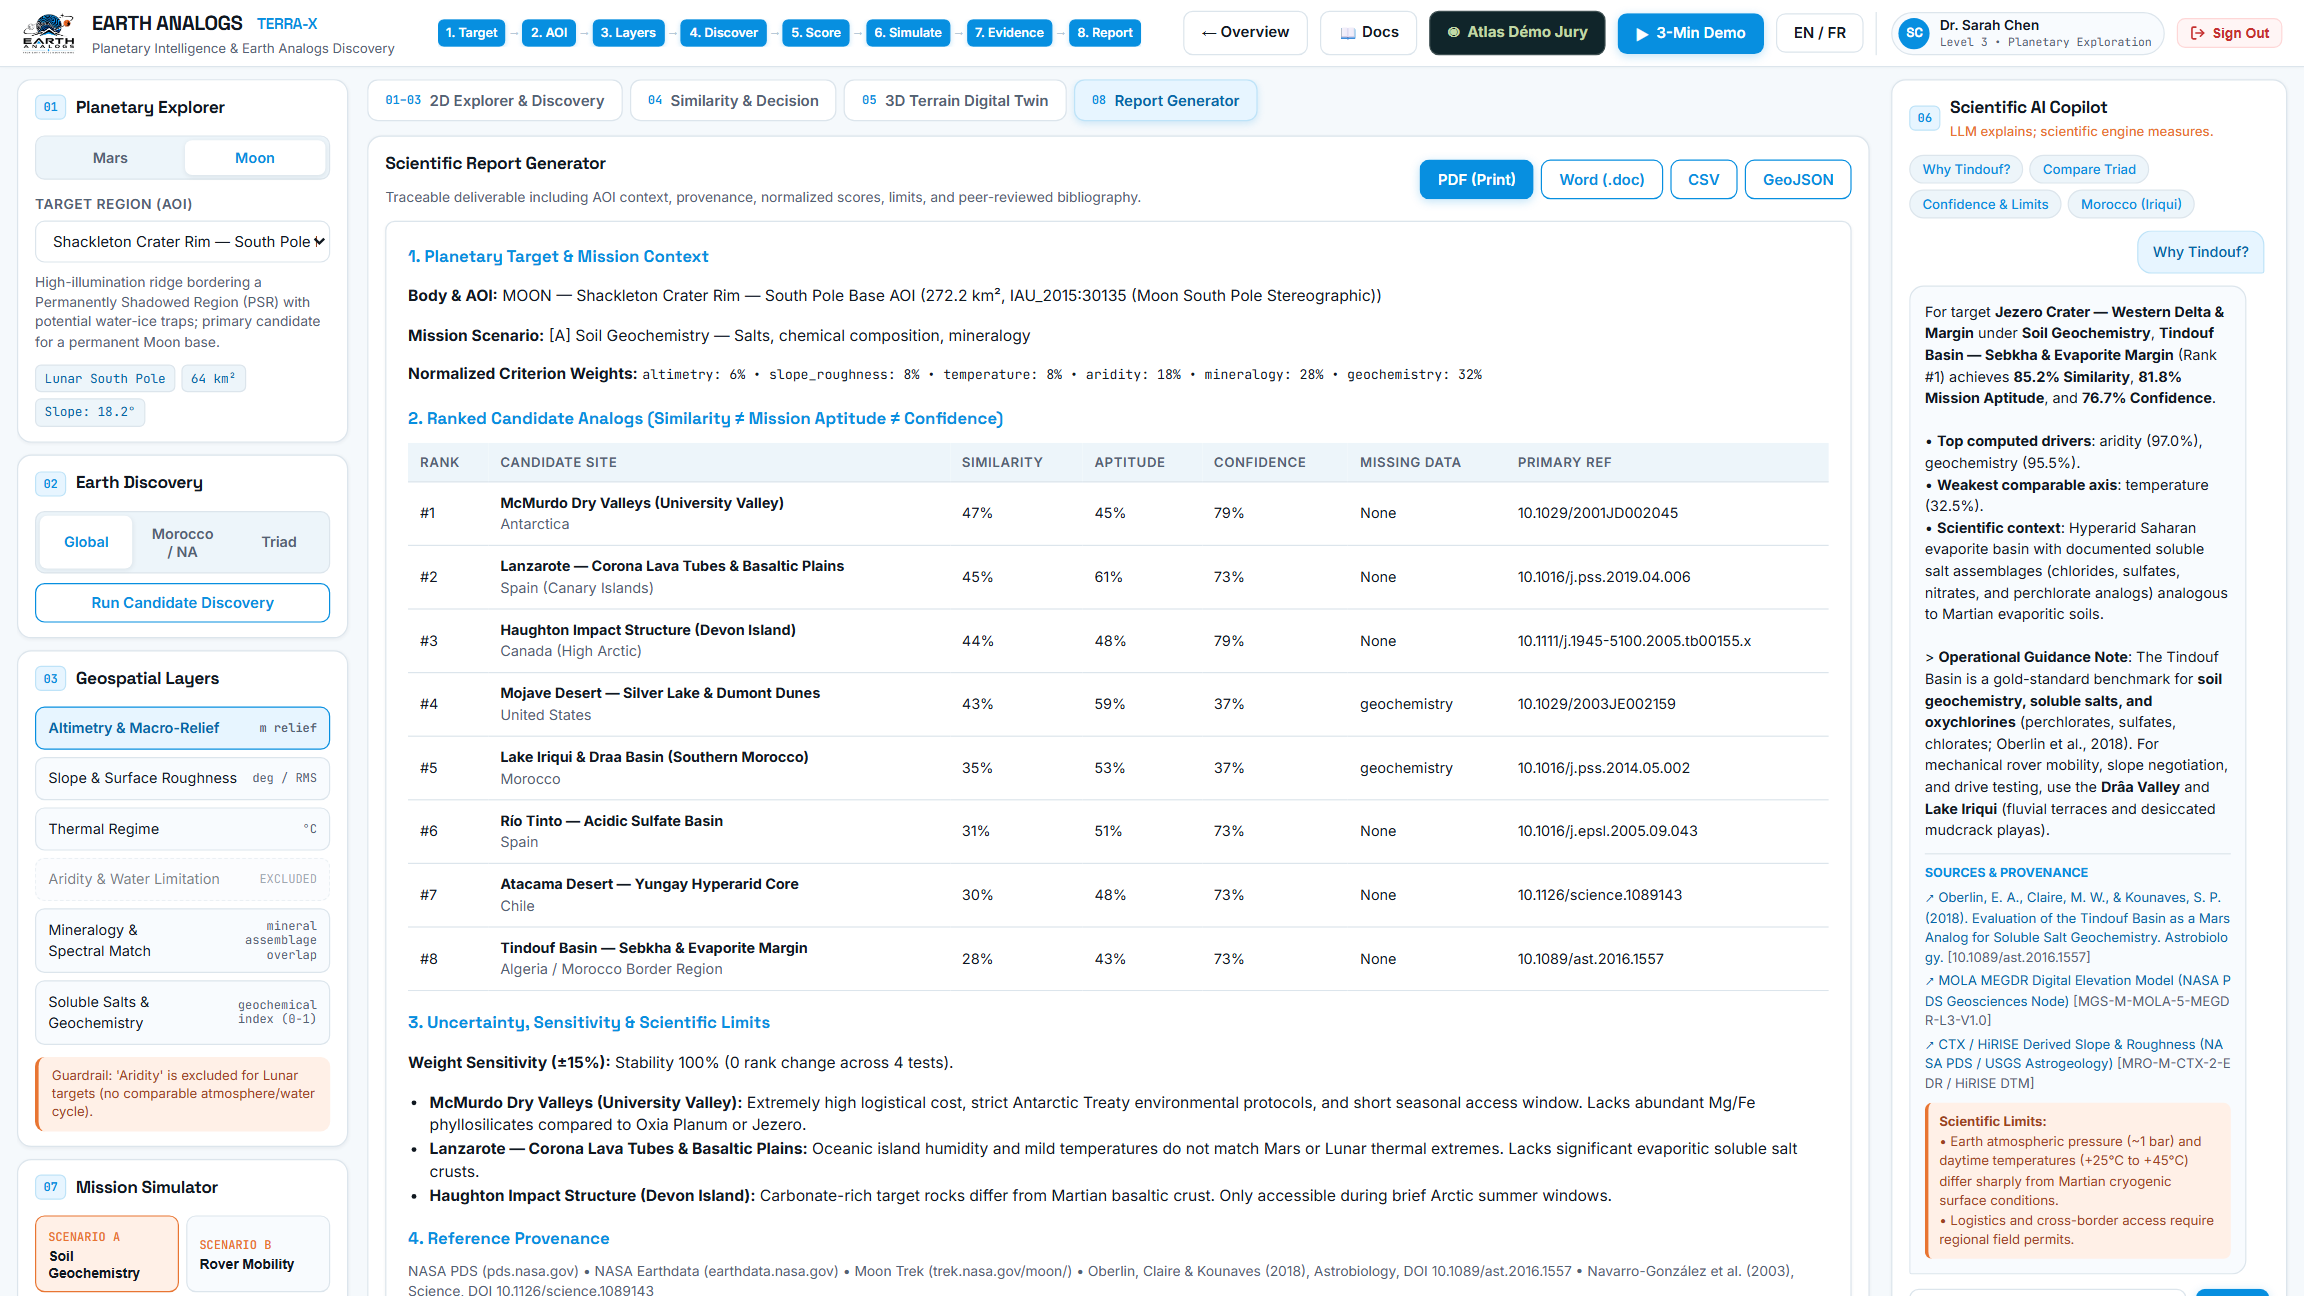 EARTH ANALOGS TERRA-X
Planetary Intelligence & Earth Analogs Discovery
EARTH
ANALOGS
1. Target → 2. AOI → 3. Layers → 4. Discover → 5. Score → 6. Simulate → 7. Evidence → 8. Report
← Overview
📖 Docs
Atlas Démo Jury
▶ 3-Min Demo
EN / FR
SC
Dr. Sarah Chen
Level 3 • Planetary Exploration
Sign Out
01 Planetary Explorer
Mars Moon
TARGET REGION (AOI)
Shackleton Crater Rim — South Pole
High-illumination ridge bordering a
Permanently Shadowed Region (PSR) with
potential water-ice traps; primary candidate
for a permanent Moon base.
Lunar South Pole 64 km²
Slope: 18.2°
02 Earth Discovery
Global
Morocco
/ NA
Triad
Run Candidate Discovery
03 Geospatial Layers
Altimetry & Macro-Relief m relief
Slope & Surface Roughness deg / RMS
Thermal Regime °C
Aridity & Water Limitation EXCLUDED
Mineralogy &
Spectral Match
mineral
assemblage
overlap
Soluble Salts &
Geochemistry
geochemical
index (0-1)
Guardrail: 'Aridity' is excluded for Lunar
targets (no comparable atmosphere/water
cycle).
07 Mission Simulator
SCENARIO A
Soil
Geochemistry
SCENARIO B
Rover Mobility
01-03 2D Explorer & Discovery
04 Similarity & Decision
05 3D Terrain Digital Twin
08 Report Generator
Scientific Report Generator
Traceable deliverable including AOI context, provenance, normalized scores, limits, and peer-reviewed bibliography.
PDF (Print) Word (.doc) CSV GeoJSON
1. Planetary Target & Mission Context
Body & AOI: MOON — Shackleton Crater Rim — South Pole Base AOI (272.2 km², IAU_2015:30135 (Moon South Pole Stereographic))
Mission Scenario: [A] Soil Geochemistry — Salts, chemical composition, mineralogy
Normalized Criterion Weights: altimetry: 6% • slope_roughness: 8% • temperature: 8% • aridity: 18% • mineralogy: 28% • geochemistry: 32%
2. Ranked Candidate Analogs (Similarity ≠ Mission Aptitude ≠ Confidence)
RANK CANDIDATE SITE SIMILARITY APTITUDE CONFIDENCE MISSING DATA PRIMARY REF
#1 McMurdo Dry Valleys (University Valley) 47% 45% 79% None 10.1029/2001JD002045
Antarctica
#2 Lanzarote — Corona Lava Tubes & Basaltic Plains 45% 61% 73% None 10.1016/j.pss.2019.04.006
Spain (Canary Islands)
#3 Haughton Impact Structure (Devon Island) 44% 48% 79% None 10.1111/j.1945-5100.2005.tb00155.x
Canada (High Arctic)
#4 Mojave Desert — Silver Lake & Dumont Dunes 43% 59% 37% geochemistry 10.1029/2003JE002159
United States
#5 Lake Iriqui & Draa Basin (Southern Morocco) 35% 53% 37% geochemistry 10.1016/j.pss.2014.05.002
Morocco
#6 Río Tinto — Acidic Sulfate Basin 31% 51% 73% None 10.1016/j.epsl.2005.09.043
Spain
#7 Atacama Desert — Yungay Hyperarid Core 30% 48% 73% None 10.1126/science.1089143
Chile
#8 Tindouf Basin — Sebkha & Evaporite Margin 28% 43% 73% None 10.1089/ast.2016.1557
Algeria / Morocco Border Region
3. Uncertainty, Sensitivity & Scientific Limits
Weight Sensitivity (±15%): Stability 100% (0 rank change across 4 tests).
• McMurdo Dry Valleys (University Valley): Extremely high logistical cost, strict Antarctic Treaty environmental protocols, and short seasonal access window. Lacks abundant Mg/Fe
phyllosilicates compared to Oxia Planum or Jezero.
• Lanzarote — Corona Lava Tubes & Basaltic Plains: Oceanic island humidity and mild temperatures do not match Mars or Lunar thermal extremes. Lacks significant evaporitic soluble salt
crusts.
• Haughton Impact Structure (Devon Island): Carbonate-rich target rocks differ from Martian basaltic crust. Only accessible during brief Arctic summer windows.
4. Reference Provenance
NASA PDS (pds.nasa.gov) • NASA Earthdata (earthdata.nasa.gov) • Moon Trek (trek.nasa.gov/moon/) • Oberlin, Claire & Kounaves (2018), Astrobiology, DOI 10.1089/ast.2016.1557 • Navarro-González et al. (2003),
Science, DOI 10.1126/science.1089143
06 Scientific AI Copilot
LLM explains; scientific engine measures.
Why Tindouf? Compare Triad
Confidence & Limits Morocco (Iriqui)
Why Tindouf?
For target Jezero Crater — Western Delta &
Margin under Soil Geochemistry, Tindouf
Basin — Sebkha & Evaporite Margin (Rank
#1) achieves 85.2% Similarity, 81.8%
Mission Aptitude, and 76.7% Confidence.
• Top computed drivers: aridity (97.0%),
geochemistry (95.5%).
• Weakest comparable axis: temperature
(32.5%).
• Scientific context: Hyperarid Saharan
evaporite basin with documented soluble
salt assemblages (chlorides, sulfates,
nitrates, and perchlorate analogs) analogous
to Martian evaporitic soils.
> Operational Guidance Note: The Tindouf
Basin is a gold-standard benchmark for soil
geochemistry, soluble salts, and
oxychlorines (perchlorates, sulfates,
chlorates; Oberlin et al., 2018). For
mechanical rover mobility, slope negotiation,
and drive testing, use the Drâa Valley and
Lake Iriqui (fluvial terraces and desiccated
mudcrack playas).
SOURCES & PROVENANCE
↗ Oberlin, E. A., Claire, M. W., & Kounaves, S. P.
(2018). Evaluation of the Tindouf Basin as a Mars
Analog for Soluble Salt Geochemistry. Astrobiolo
gy. [10.1089/ast.2016.1557]
↗ MOLA MEGDR Digital Elevation Model (NASA P
DS Geosciences Node) [MGS-M-MOLA-5-MEGD
R-L3-V1.0]
↗ CTX / HiRISE Derived Slope & Roughness (NA
SA PDS / USGS Astrogeology) [MRO-M-CTX-2-E
DR / HiRISE DTM]
Scientific Limits:
• Earth atmospheric pressure (~1 bar) and
daytime temperatures (+25°C to +45°C)
differ sharply from Martian cryogenic
surface conditions.
• Logistics and cross-border access require
regional field permits.